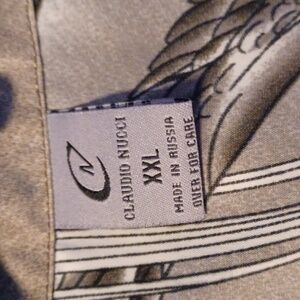 CLAUDIO NUCCI
XXL
MADE IN RUSSIA
OVER FOR CARE